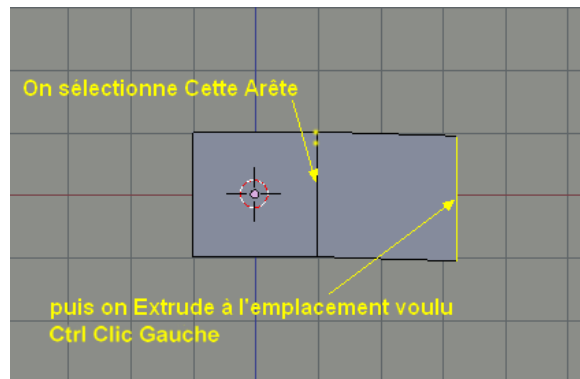 On sélectionne Cette Arête
puis on Extrude à l'emplacement voulu
Ctrl Clic Gauche